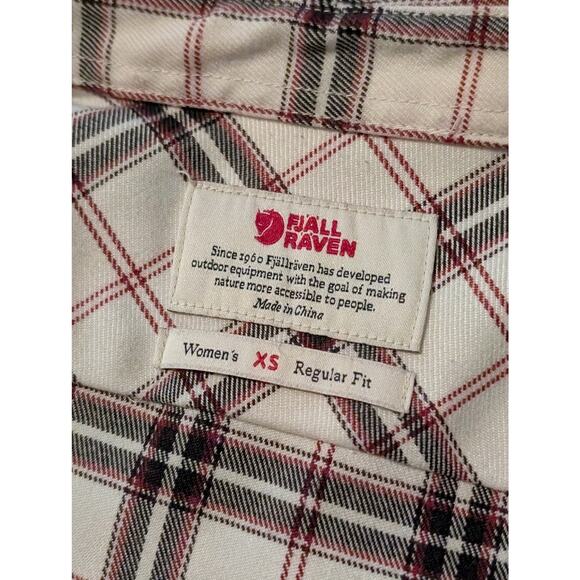 FJÄLL
RÄVEN
Since 1960 Fjällräven has developed
outdoor equipment with the goal of making
nature more accessible to people.
Made in China
Women's XS Regular Fit